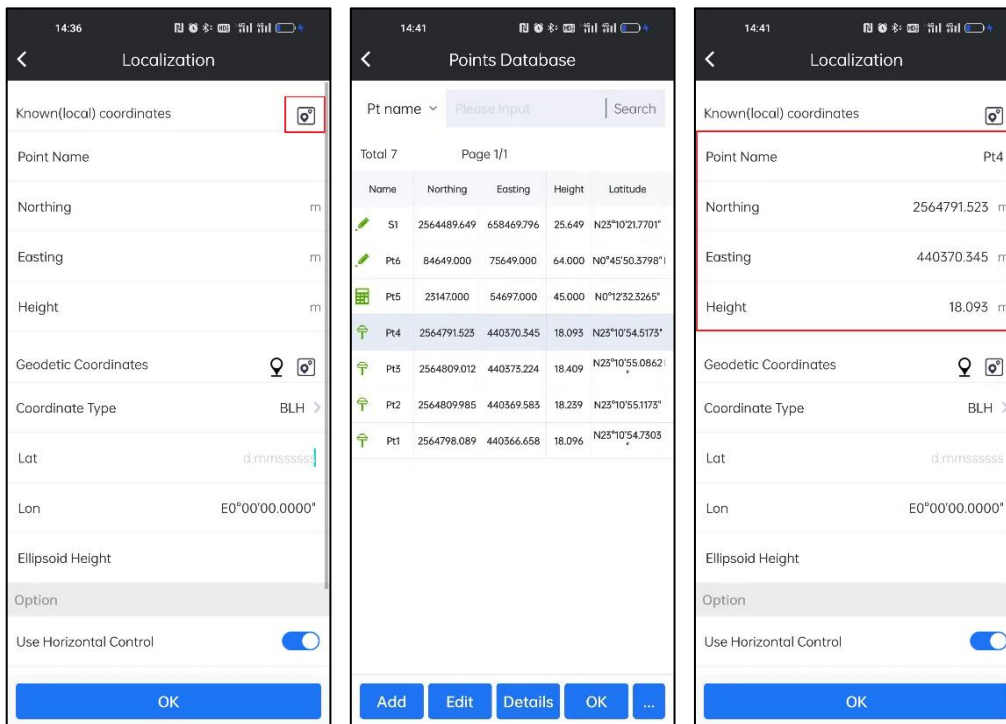 14:36
Localization
Known(local) coordinates
Point Name
Northing m
Easting m
Height m
Geodetic Coordinates
Coordinate Type BLH >
Lat d.mmssssss
Lon E0°00'00.0000"
Ellipsoid Height
Option
Use Horizontal Control
OK
14:41
Points Database
Pt name Please Input Search
Total 7 Page 1/1
Name Northing Easting Height Latitude
S1 2564489.649 658469.796 25.649 N23°10'21.7701"
Pt6 84649.000 75649.000 64.000 N0°45'50.3798"
Pt5 23147.000 54697.000 45.000 N0°12'32.3265"
Pt4 2564791.523 440370.345 18.093 N23°10'54.5173"
Pt3 2564809.012 440373.224 18.409 N23°10'55.0862"
Pt2 2564809.985 440369.583 18.239 N23°10'55.1173"
Pt1 2564798.089 440366.658 18.096 N23°10'54.7303"
Add Edit Details OK ...
14:41
Localization
Known(local) coordinates
Point Name Pt4
Northing 2564791.523 m
Easting 440370.345 m
Height 18.093 m
Geodetic Coordinates
Coordinate Type BLH >
Lat d.mmssssss
Lon E0°00'00.0000"
Ellipsoid Height
Option
Use Horizontal Control
OK